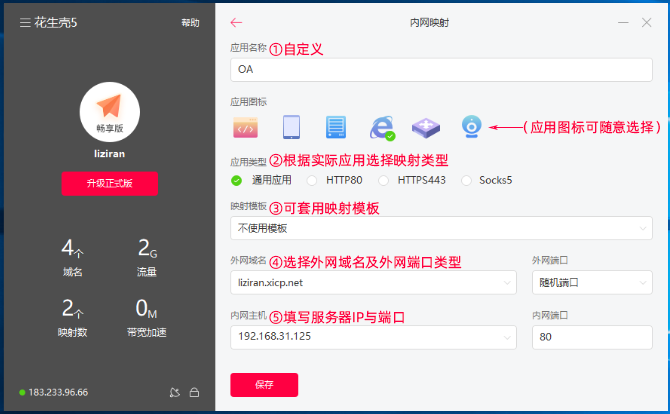 花生壳5
帮助
畅享版
liziran
升级正式版
4个
域名
2G
流量
2个
映射数
0M
带宽加速
183.233.96.66
内网映射
应用名称 ①自定义
OA
应用图标
（应用图标可随意选择）
应用类型 ②根据实际应用选择映射类型
通用应用 HTTP80 HTTPS443 Socks5
映射模板 ③可套用映射模板
不使用模板
外网域名 ④选择外网域名及外网端口类型 外网端口
liziran.xicp.net 随机端口
内网主机 ⑤填写服务器IP与端口 内网端口
192.168.31.125 80
保存